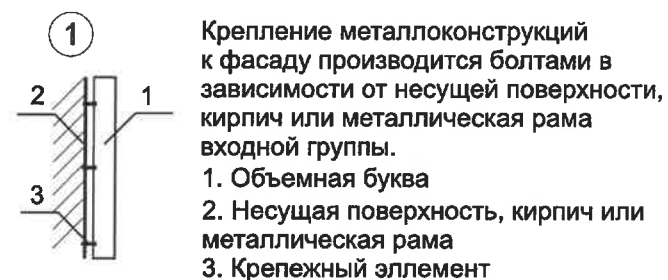 1
Крепление металлоконструкций
к фасаду производится болтами в
зависимости от несущей поверхности,
кирпич или металлическая рама
входной группы.
2
1
1. Объемная буква
2. Несущая поверхность, кирпич или
металлическая рама
3
3. Крепежный эллемент